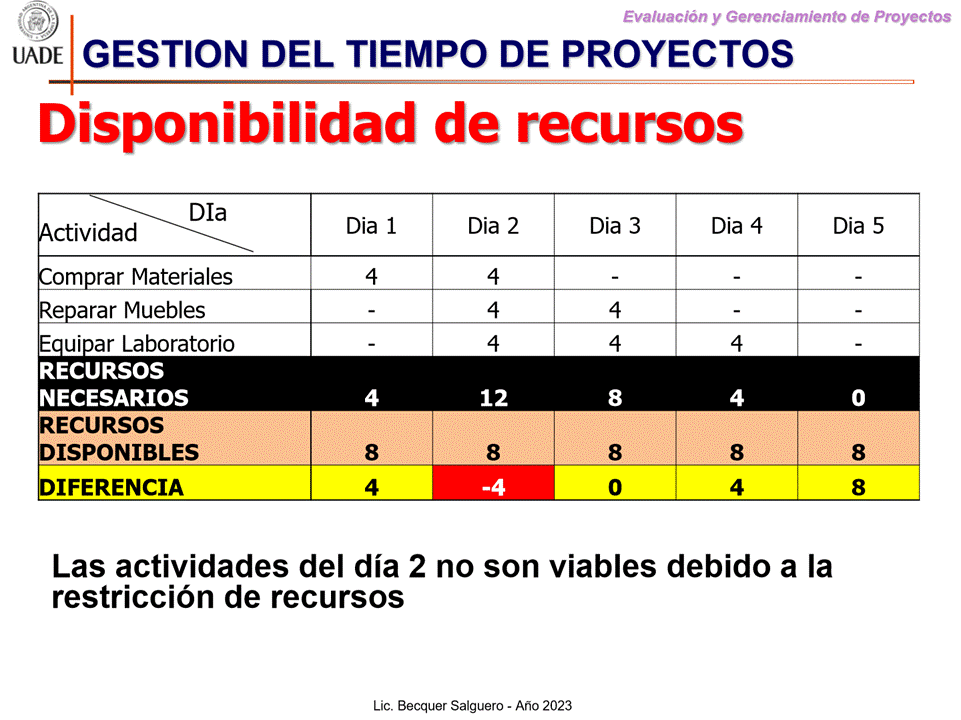 Evaluación y Gerenciamiento de Proyectos
UADE
GESTION DEL TIEMPO DE PROYECTOS
Disponibilidad de recursos
DIa
Actividad Dia 1 Dia 2 Dia 3 Dia 4 Dia 5
Comprar Materiales 4 4 - - -
Reparar Muebles - 4 4 - -
Equipar Laboratorio - 4 4 4 -
RECURSOS
NECESARIOS 4 12 8 4 0
RECURSOS
DISPONIBLES 8 8 8 8 8
DIFERENCIA 4 -4 0 4 8
Las actividades del día 2 no son viables debido a la
restricción de recursos
Lic. Becquer Salguero - Año 2023